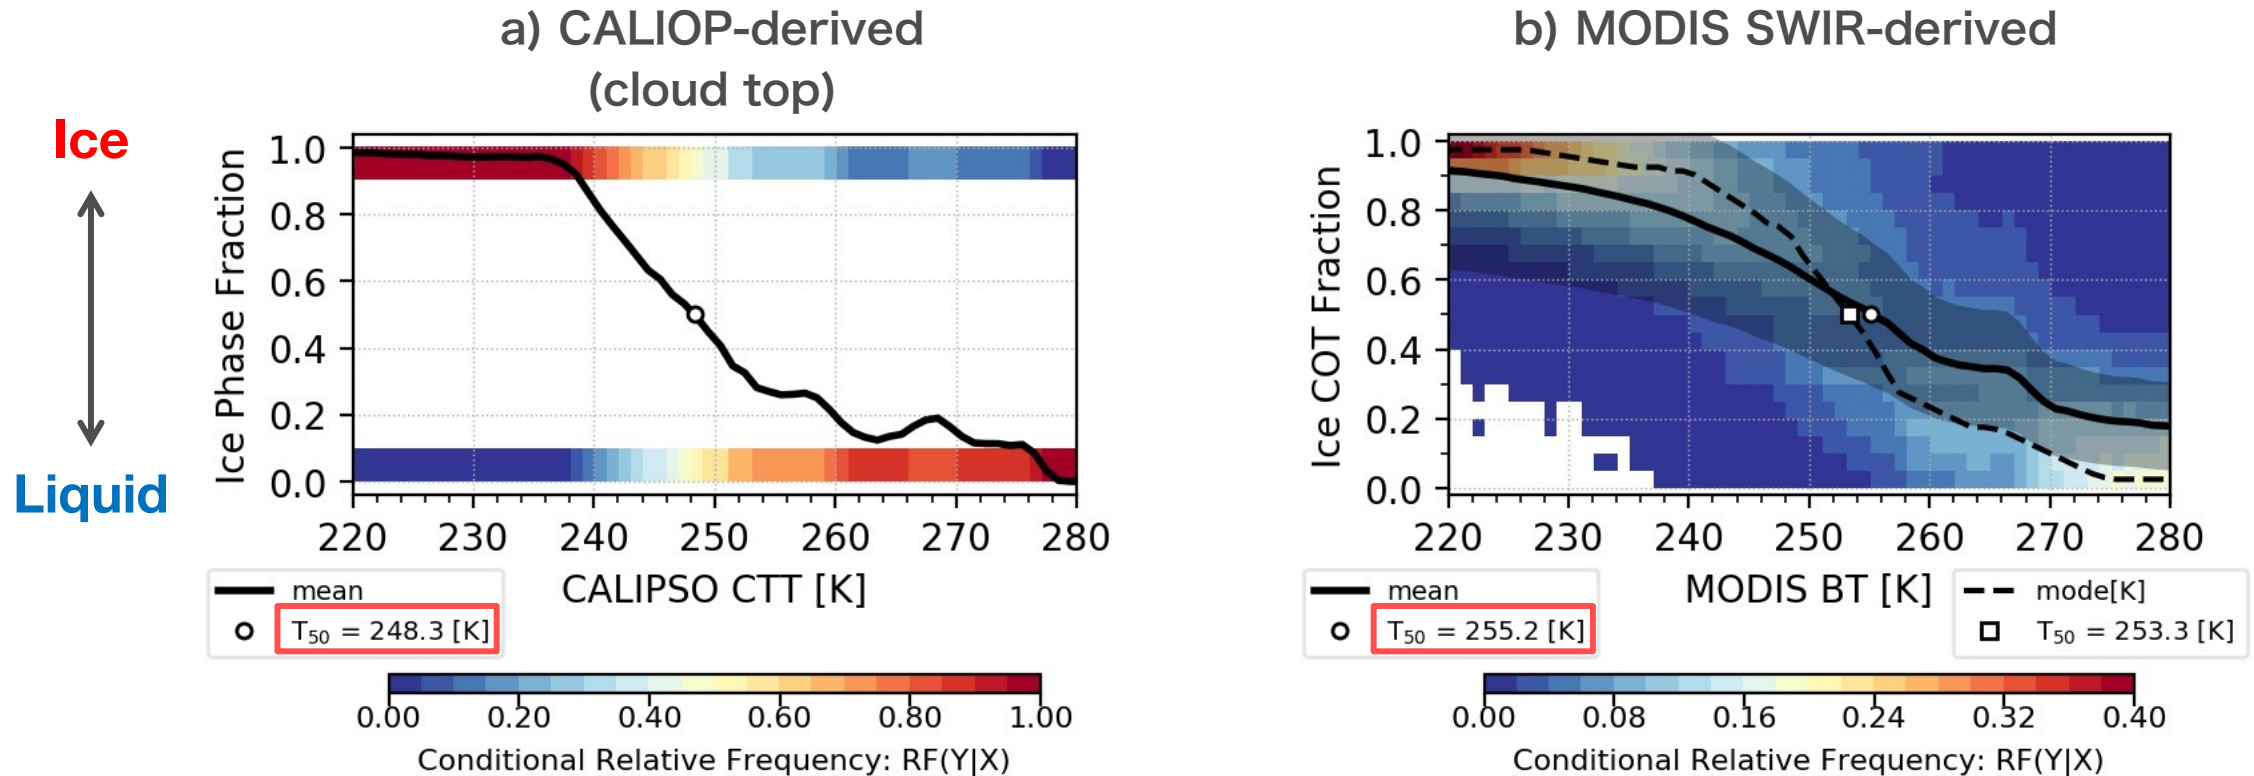 a) CALIOP-derived
(cloud top)
Ice
Liquid
Ice Phase Fraction
1.0
0.8
0.6
0.4
0.2
0.0
220 230 240 250 260 270 280
CALIPSO CTT [K]
mean
T₅₀ = 248.3 [K]
0.00 0.20 0.40 0.60 0.80 1.00
Conditional Relative Frequency: RF(Y|X)
b) MODIS SWIR-derived
Ice COT Fraction
1.0
0.8
0.6
0.4
0.2
0.0
220 230 240 250 260 270 280
MODIS BT [K]
mean
T₅₀ = 255.2 [K]
mode[K]
T₅₀ = 253.3 [K]
0.00 0.08 0.16 0.24 0.32 0.40
Conditional Relative Frequency: RF(Y|X)